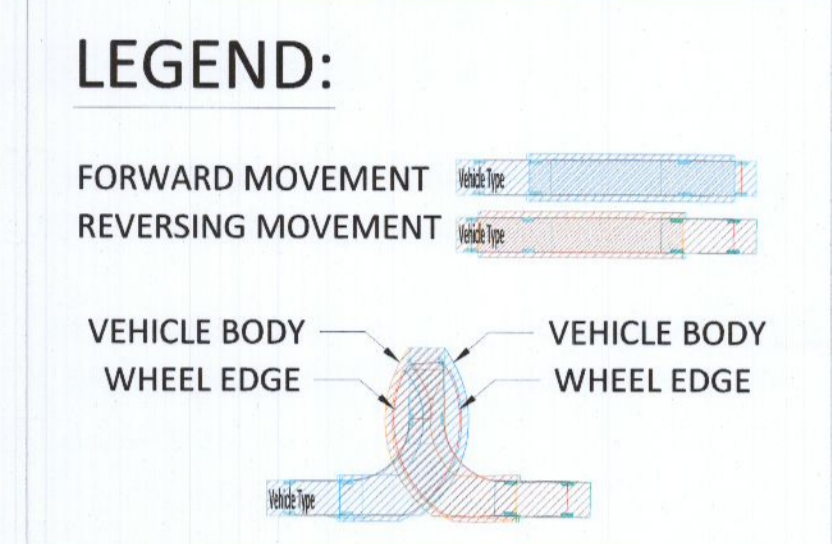 LEGEND:
FORWARD MOVEMENT Vehicle Type
REVERSING MOVEMENT Vehicle Type
VEHICLE BODY VEHICLE BODY
WHEEL EDGE WHEEL EDGE
Vehicle Type